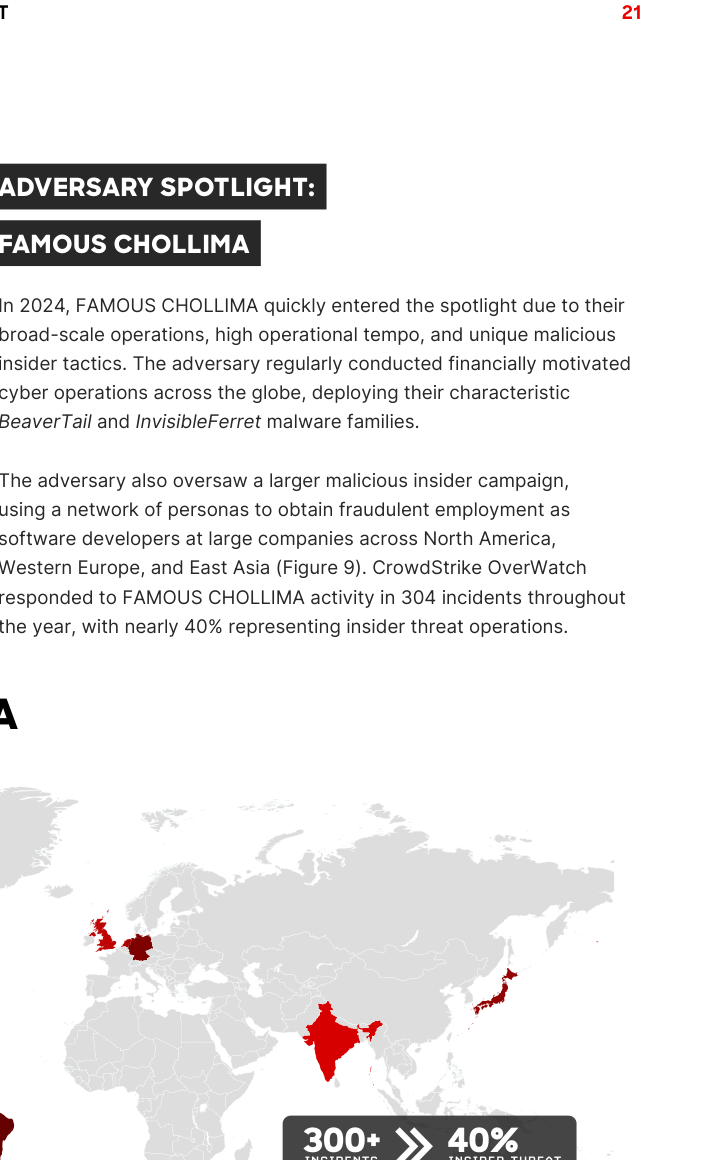 T
21
ADVERSARY SPOTLIGHT:
FAMOUS CHOLLIMA
In 2024, FAMOUS CHOLLIMA quickly entered the spotlight due to their
broad-scale operations, high operational tempo, and unique malicious
insider tactics. The adversary regularly conducted financially motivated
cyber operations across the globe, deploying their characteristic
BeaverTail and InvisibleFerret malware families.
The adversary also oversaw a larger malicious insider campaign,
using a network of personas to obtain fraudulent employment as
software developers at large companies across North America,
Western Europe, and East Asia (Figure 9). CrowdStrike OverWatch
responded to FAMOUS CHOLLIMA activity in 304 incidents throughout
the year, with nearly 40% representing insider threat operations.
A
300+ 40%
INCIDENTS INSIDER THREAT